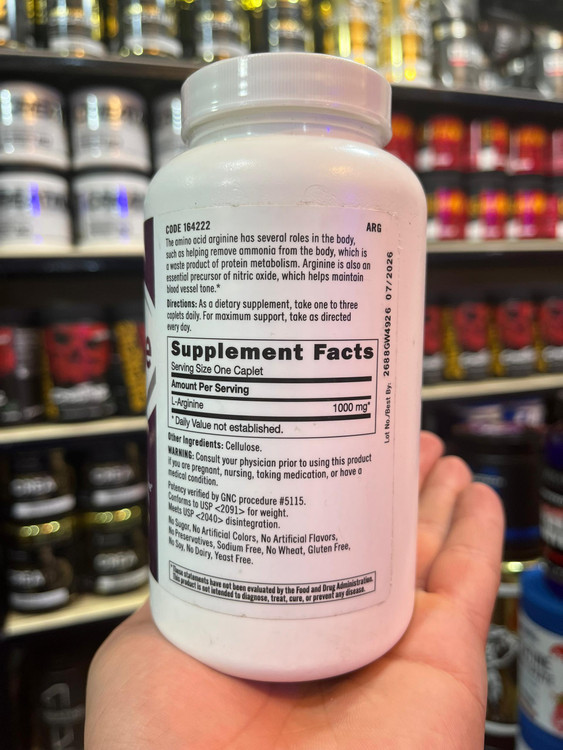 CODE 164222 ARG
The amino acid arginine has several roles in the body,
such as helping remove ammonia from the body, which is
a waste product of protein metabolism. Arginine is also an
essential precursor of nitric oxide, which helps maintain
blood vessel tone.*
Directions: As a dietary supplement, take one to three
caplets daily. For maximum support, take as directed
every day.
Supplement Facts
Serving Size One Caplet
Amount Per Serving
L-Arginine 1000 mg*
* Daily Value not established.
Other Ingredients: Cellulose.
WARNING: Consult your physician prior to using this product
if you are pregnant, nursing, taking medication, or have a
medical condition.
Potency verified by GNC procedure #5115.
Conforms to USP <2091> for weight.
Meets USP <2040> disintegration.
No Sugar, No Artificial Colors, No Artificial Flavors,
No Preservatives, Sodium Free, No Wheat, Gluten Free,
No Soy, No Dairy, Yeast Free.
*These statements have not been evaluated by the Food and Drug Administration.
This product is not intended to diagnose, treat, cure, or prevent any disease.
Lot No./Best By: 2688GW4926 07/2026
e